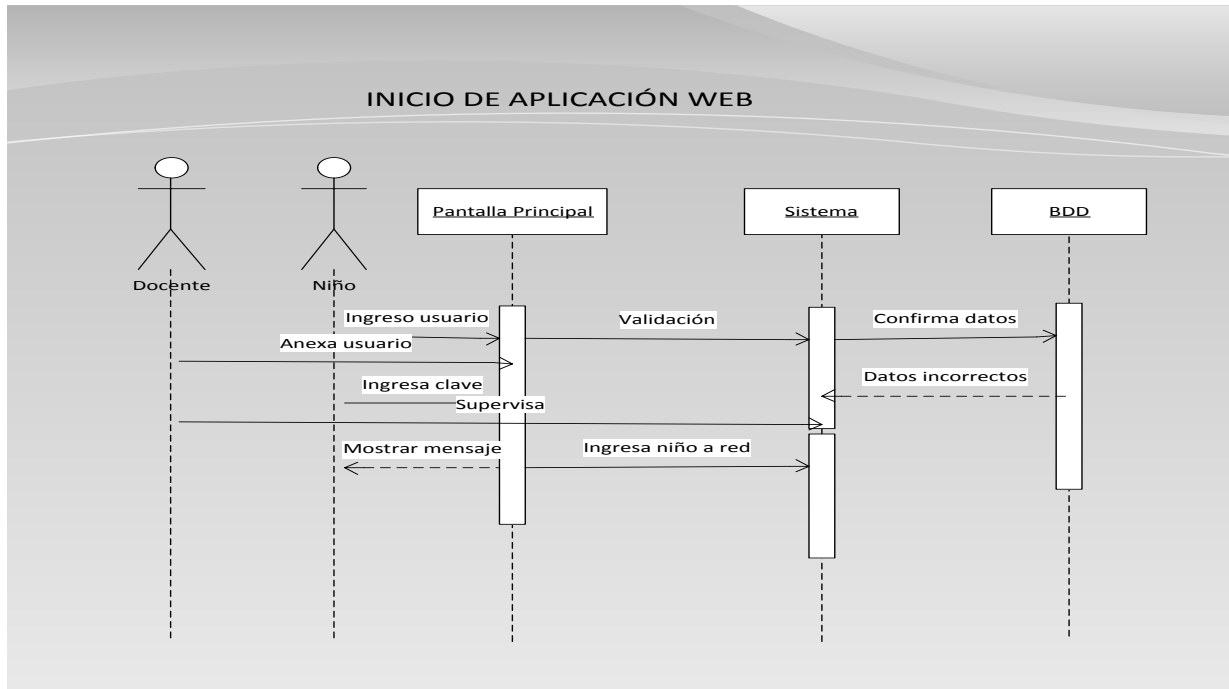 INICIO DE APLICACIÓN WEB
Pantalla Principal
Sistema
BDD
Docente
Niño
Ingreso usuario
Validación
Confirma datos
Anexa usuario
Datos incorrectos
Ingresa clave
Supervisa
Mostrar mensaje
Ingresa niño a red